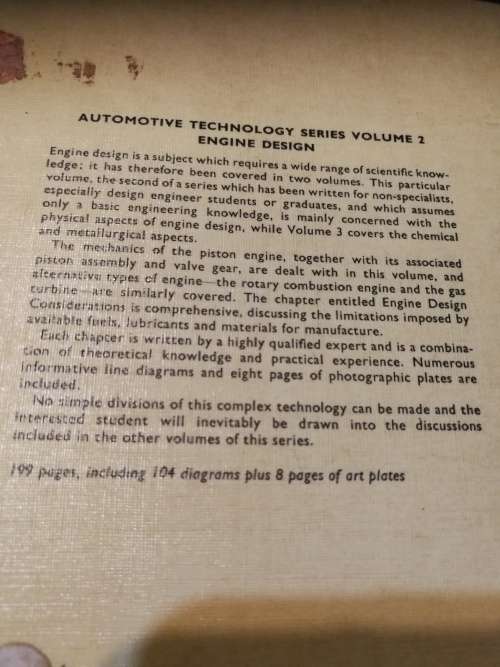 AUTOMOTIVE TECHNOLOGY SERIES VOLUME 2
ENGINE DESIGN
Engine design is a subject which requires a wide range of scientific know-
ledge; it has therefore been covered in two volumes. This particular
volume, the second of a series which has been written for non-specialists,
especially design engineer students or graduates, and which assumes
only a basic engineering knowledge, is mainly concerned with the
physical aspects of engine design, while Volume 3 covers the chemical
and metallurgical aspects.
The mechanics of the piston engine, together with its associated
piston assembly and valve gear, are dealt with in this volume, and
alternative types of engine—the rotary combustion engine and the gas
turbine—are similarly covered. The chapter entitled Engine Design
Considerations is comprehensive, discussing the limitations imposed by
available fuels, lubricants and materials for manufacture.
Each chapter is written by a highly qualified expert and is a combina-
tion of theoretical knowledge and practical experience. Numerous
informative line diagrams and eight pages of photographic plates are
included.
No simple divisions of this complex technology can be made and the
interested student will inevitably be drawn into the discussions
included in the other volumes of this series.
199 pages, including 104 diagrams plus 8 pages of art plates